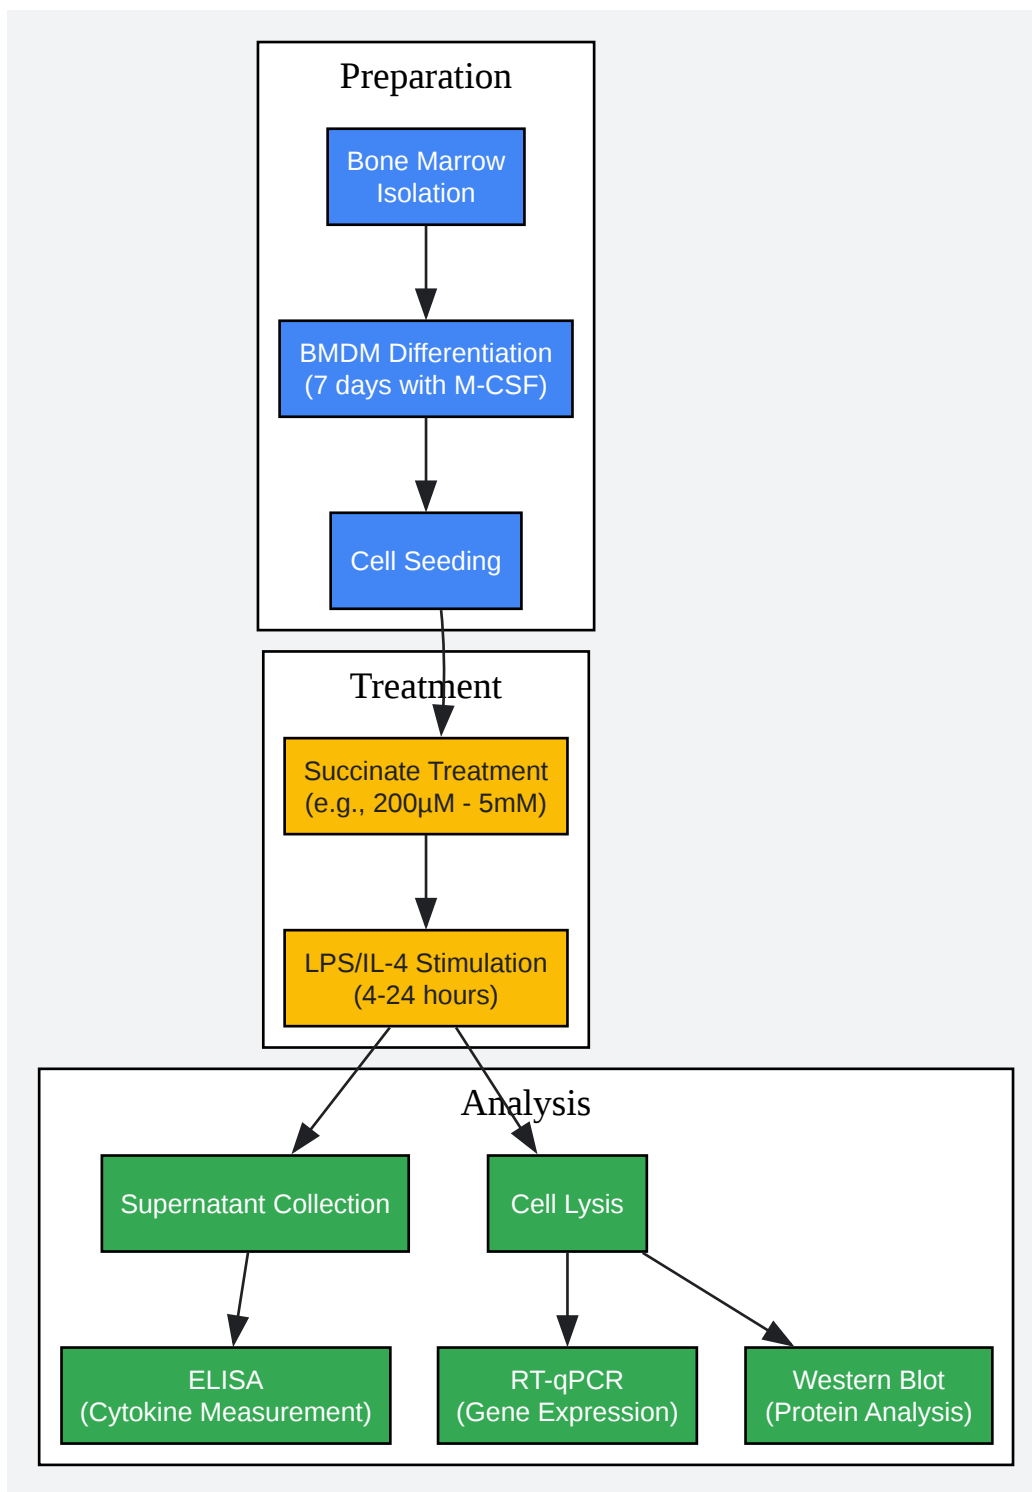 Preparation
Bone Marrow
Isolation
BMDM Differentiation
(7 days with M-CSF)
Cell Seeding
Treatment
Succinate Treatment
(e.g., 200µM - 5mM)
LPS/IL-4 Stimulation
(4-24 hours)
Analysis
Supernatant Collection
Cell Lysis
ELISA
(Cytokine Measurement)
RT-qPCR
(Gene Expression)
Western Blot
(Protein Analysis)